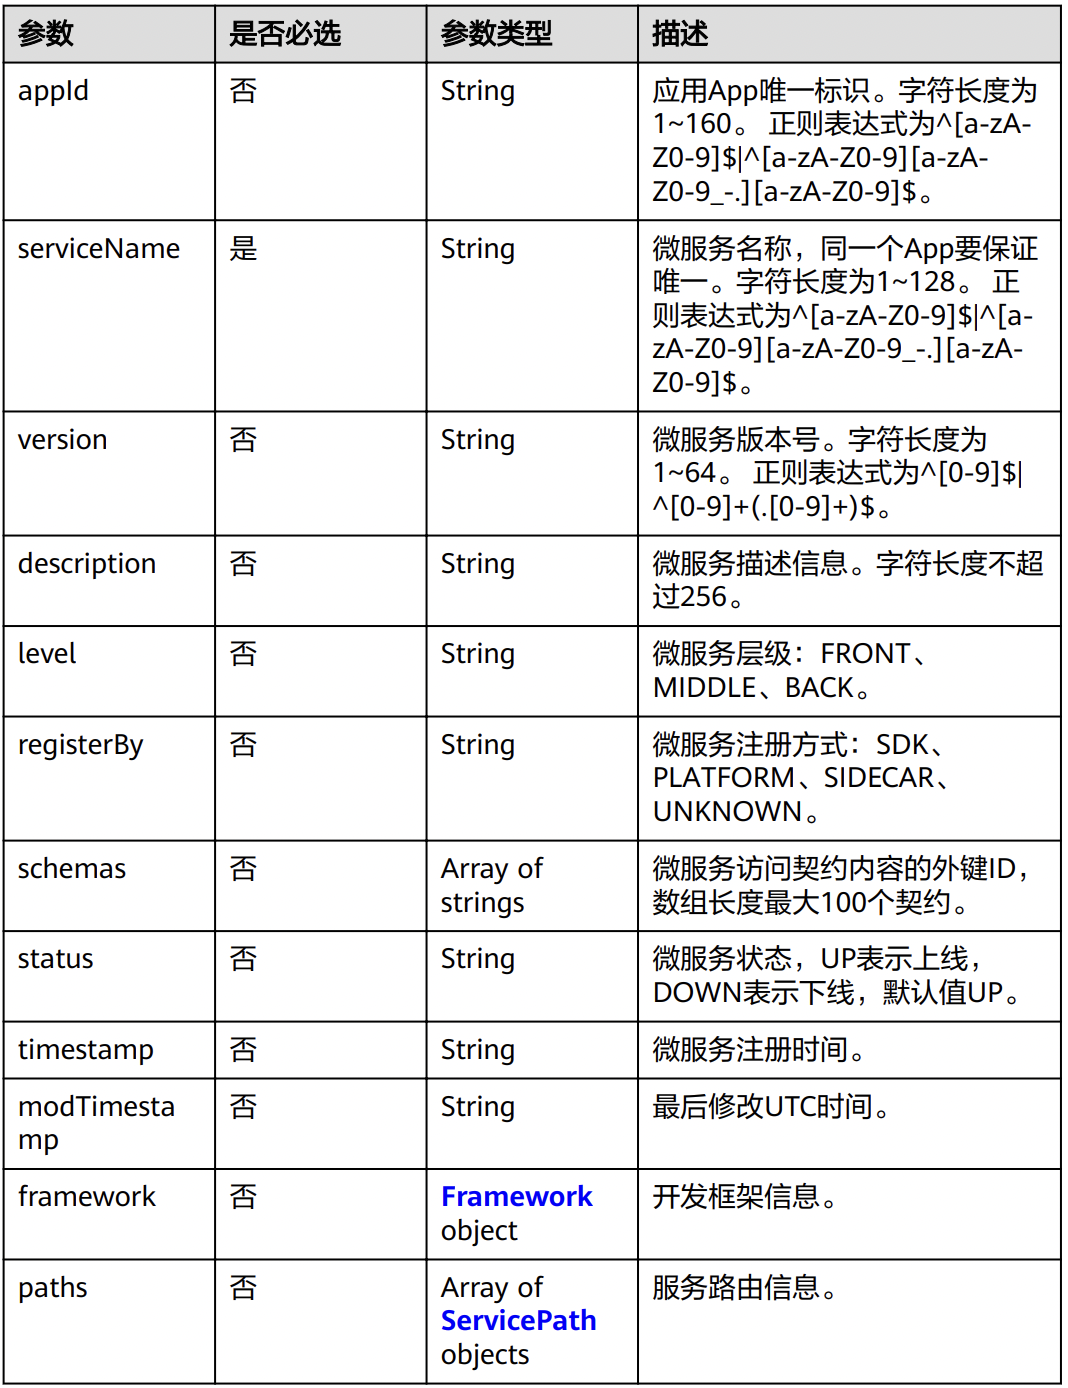 参数 是否必选 参数类型 描述
appId 否 String 应用App唯一标识。字符长度为
1~160。 正则表达式为^[a-zA-
Z0-9]$|^[a-zA-Z0-9][a-zA-
Z0-9_-.][a-zA-Z0-9]$。
serviceName 是 String 微服务名称，同一个App要保证
唯一。字符长度为1~128。 正
则表达式为^[a-zA-Z0-9]$|^[a-
zA-Z0-9][a-zA-Z0-9_-.][a-zA-
Z0-9]$。
version 否 String 微服务版本号。字符长度为
1~64。 正则表达式为^[0-9]$|
^[0-9]+(.[0-9]+)$。
description 否 String 微服务描述信息。字符长度不超
过256。
level 否 String 微服务层级：FRONT、
MIDDLE、BACK。
registerBy 否 String 微服务注册方式：SDK、
PLATFORM、SIDECAR、
UNKNOWN。
schemas 否 Array of 微服务访问契约内容的外键ID，
strings 数组长度最大100个契约。
status 否 String 微服务状态，UP表示上线，
DOWN表示下线，默认值UP。
timestamp 否 String 微服务注册时间。
modTimesta 否 String 最后修改UTC时间。
mp
framework 否 Framework 开发框架信息。
object
paths 否 Array of 服务路由信息。
ServicePath
objects